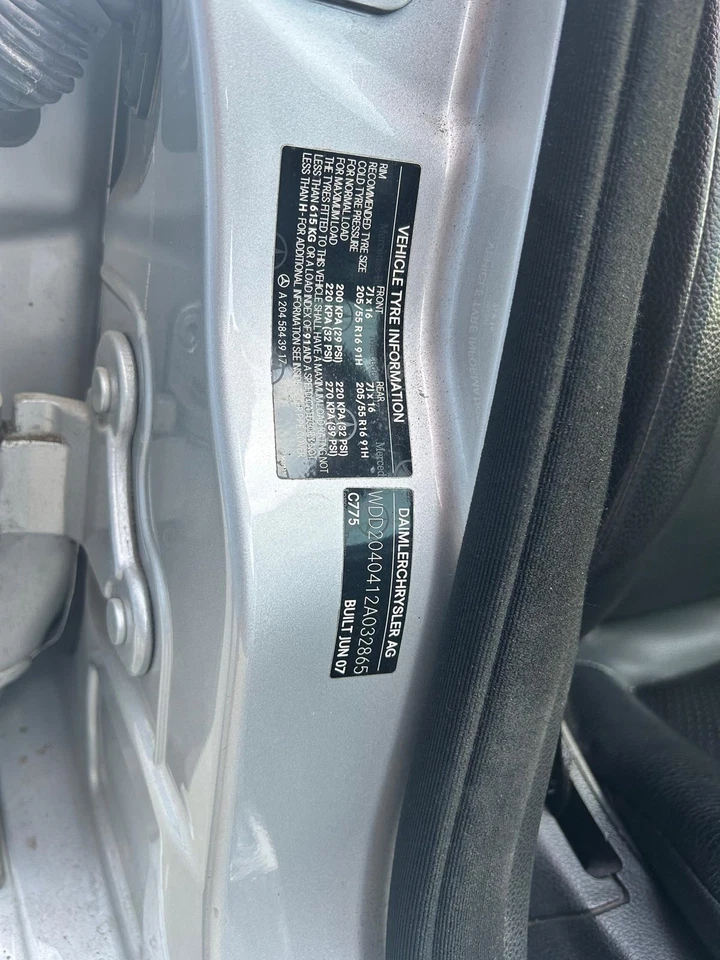 VEHICLE TYRE INFORMATION
FRONT REAR
RIM 7J x 16 7J x 16
RECOMMENDED TYRE SIZE 205/55 R16 91H 205/55 R16 91H
COLD TYRE PRESSURE
FOR NORMAL LOAD 200 KPA (29 PSI) 220 KPA (32 PSI)
FOR MAXIMUM LOAD 220 KPA (32 PSI) 270 KPA (39 PSI)
THE TYRES FITTED TO THIS VEHICLE SHALL HAVE A MAXIMUM LOAD RATING NOT
LESS THAN 615 KG OR A LOAD INDEX OF 91 AND A
LESS THAN H - FOR ADDITIONAL INFORMATION SEE
A 204 584 39 17
DAIMLERCHRYSLER AG
WDD2040412A032865
C775 BUILT JUN 07